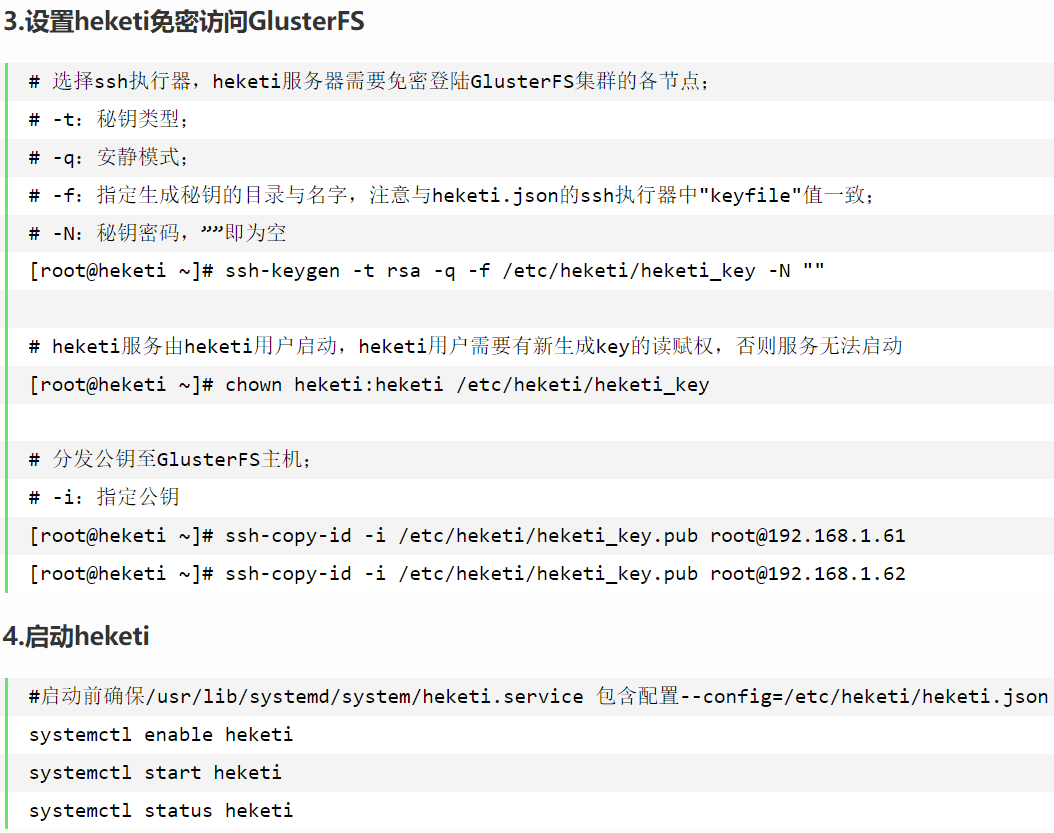 3.设置heketi免密访问GlusterFS
# 选择ssh执行器，heketi服务器需要免密登陆GlusterFS集群的各节点；
# -t：秘钥类型；
# -q：安静模式；
# -f：指定生成秘钥的目录与名字，注意与heketi.json的ssh执行器中"keyfile"值一致；
# -N：秘钥密码，””即为空
[root@heketi ~]# ssh-keygen -t rsa -q -f /etc/heketi/heketi_key -N ""
# heketi服务由heketi用户启动，heketi用户需要有新生成key的读赋权，否则服务无法启动
[root@heketi ~]# chown heketi:heketi /etc/heketi/heketi_key
# 分发公钥至GlusterFS主机；
# -i：指定公钥
[root@heketi ~]# ssh-copy-id -i /etc/heketi/heketi_key.pub root@192.168.1.61
[root@heketi ~]# ssh-copy-id -i /etc/heketi/heketi_key.pub root@192.168.1.62
4.启动heketi
#启动前确保/usr/lib/systemd/system/heketi.service 包含配置--config=/etc/heketi/heketi.json
systemctl enable heketi
systemctl start heketi
systemctl status heketi